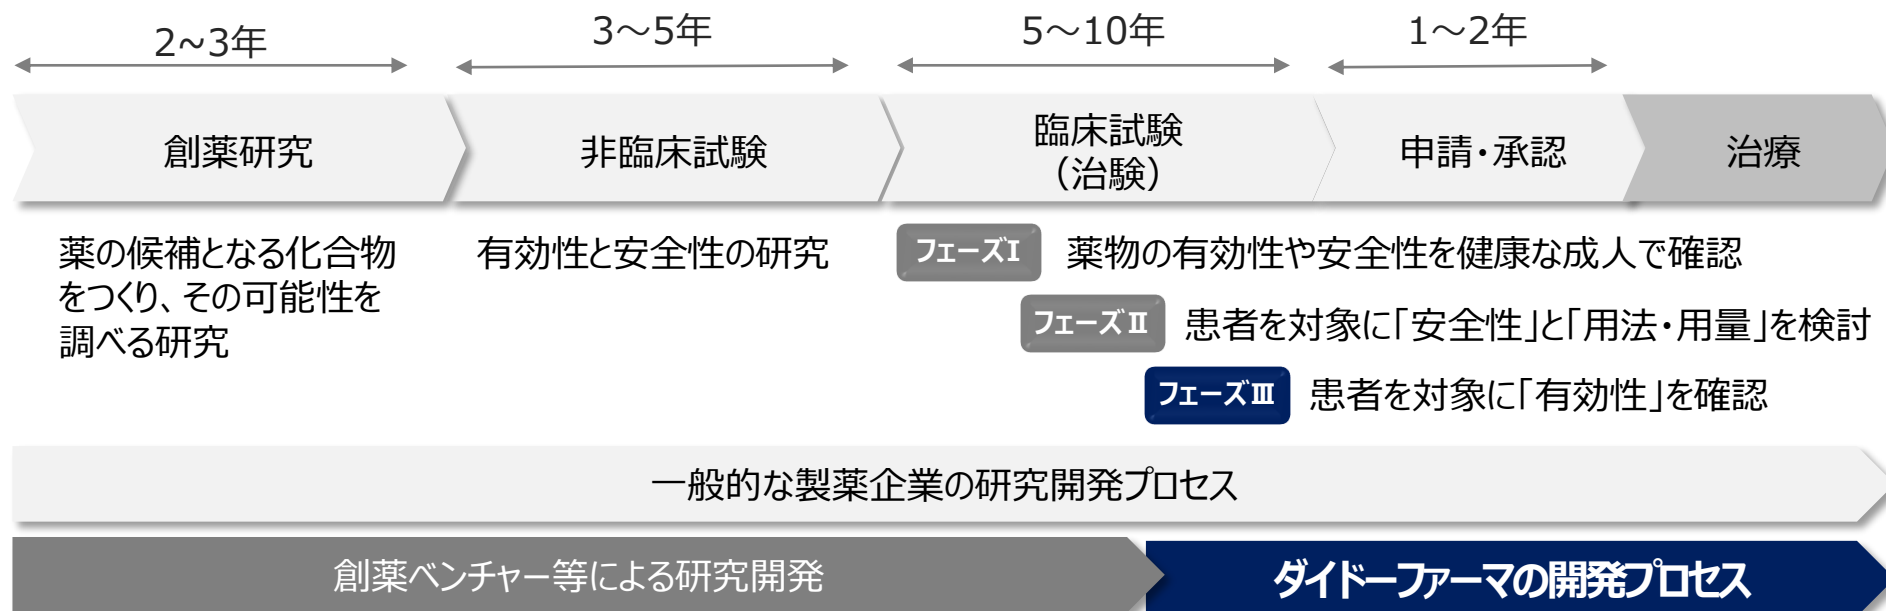 2~3年
3～5年
5～10年
1～2年
創薬研究
非臨床試験
臨床試験
（治験）
申請・承認
治療
薬の候補となる化合物
をつくり、その可能性を
調べる研究
有効性と安全性の研究
フェーズⅠ 薬物の有効性や安全性を健康な成人で確認
フェーズⅡ 患者を対象に「安全性」と「用法・用量」を検討
フェーズⅢ 患者を対象に「有効性」を確認
一般的な製薬企業の研究開発プロセス
創薬ベンチャー等による研究開発
ダイドーファーマの開発プロセス